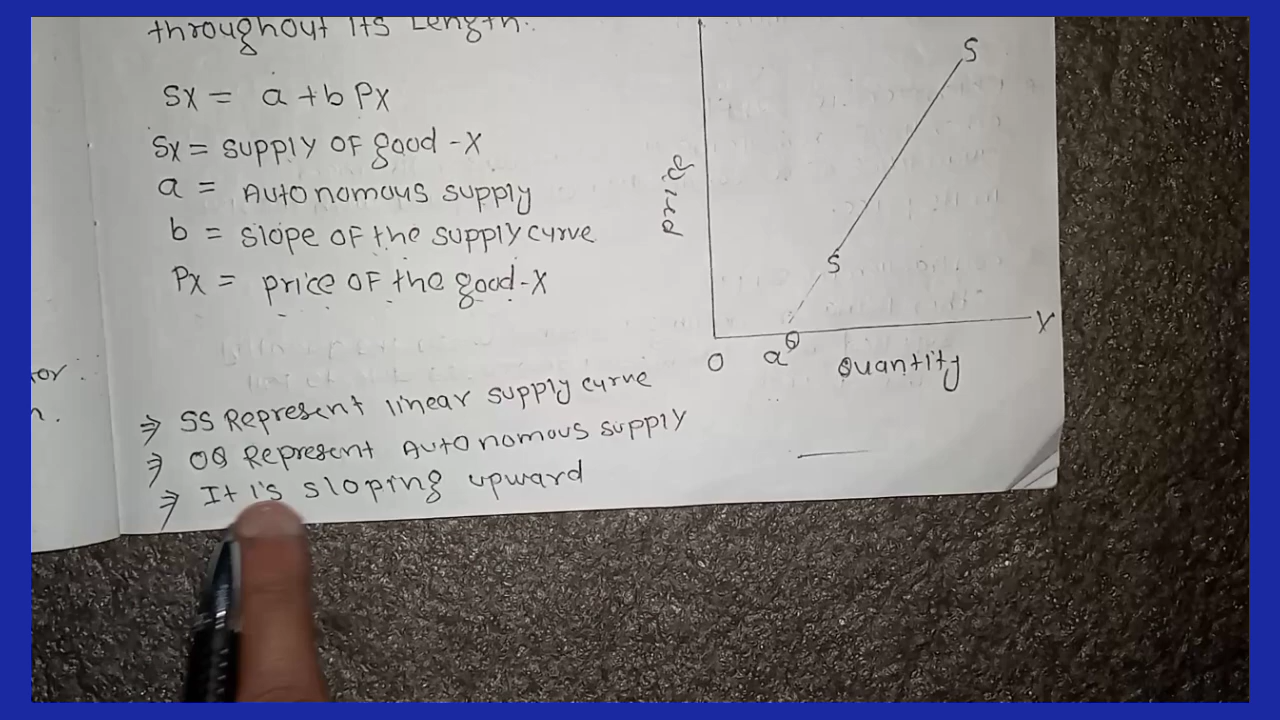 throughout its Length.
Sx = a + b Px
Sx = supply of good - X
a = Autonomous supply
b = slope of the supply curve
Px = price of the good - X
⇒ SS Represent linear supply curve
⇒ OQ Represent Autonomous supply
⇒ It is sloping upward
S
price
S
X
O
a
Q
Quantity